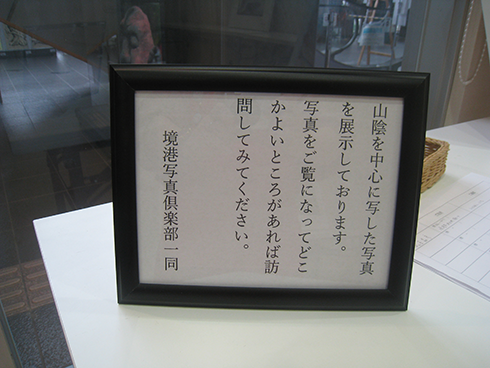 山陰を中心に写した写真
を展示しております。
写真をご覧になってどこ
かよいところがあれば訪
問してみてください。
境港写真倶楽部一同